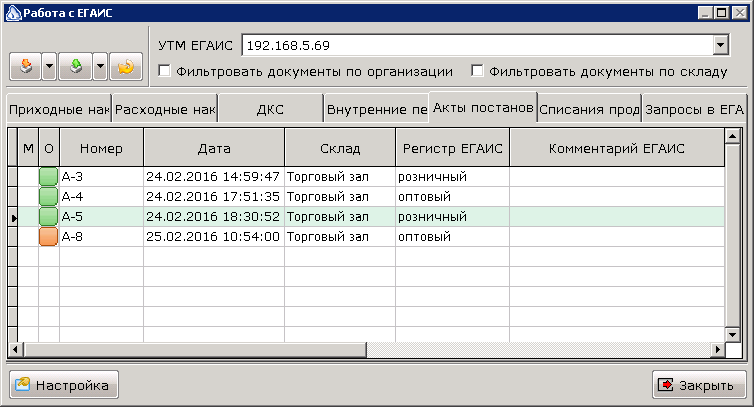 Работа с ЕГАИС
УТМ ЕГАИС 192.168.5.69
Фильтровать документы по организации Фильтровать документы по складу
Приходные нак Расходные нак ДКС Внутренние пе Акты постанов Списания прод Запросы в ЕГА
М О Номер Дата Склад Регистр ЕГАИС Комментарий ЕГАИС
А-3 24.02.2016 14:59:47 Торговый зал розничный
А-4 24.02.2016 17:51:35 Торговый зал оптовый
А-5 24.02.2016 18:30:52 Торговый зал розничный
А-8 25.02.2016 10:54:00 Торговый зал оптовый
Настройка Закрыть